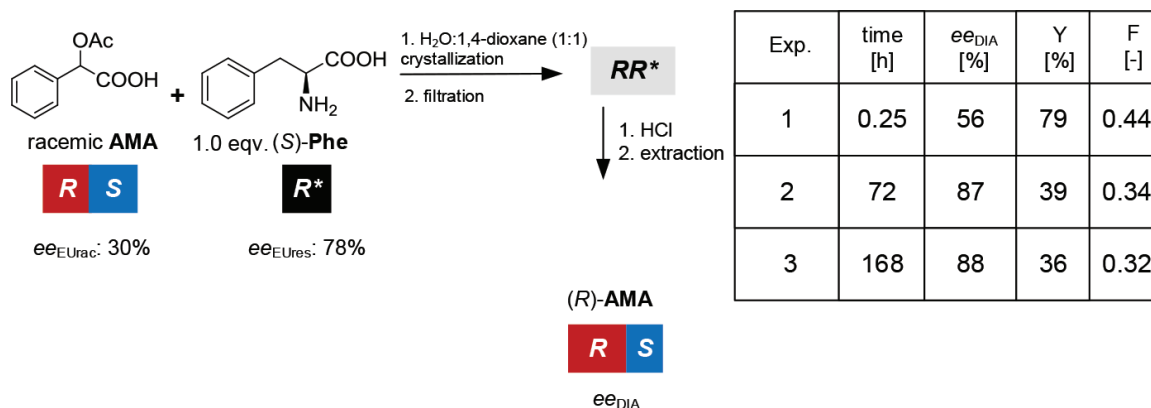 OAc
COOH
+
COOH
NH₂
racemic AMA
1.0 eqv. (S)-Phe
R S
R*
eeEUrac: 30%
eeEUres: 78%
1. H₂O:1,4-dioxane (1:1)
crystallization
2. filtration
RR*
1. HCl
2. extraction
(R)-AMA
R S
eeDIA
Exp. time [h] eeDIA [%] Y [%] F [-]
1 0.25 56 79 0.44
2 72 87 39 0.34
3 168 88 36 0.32